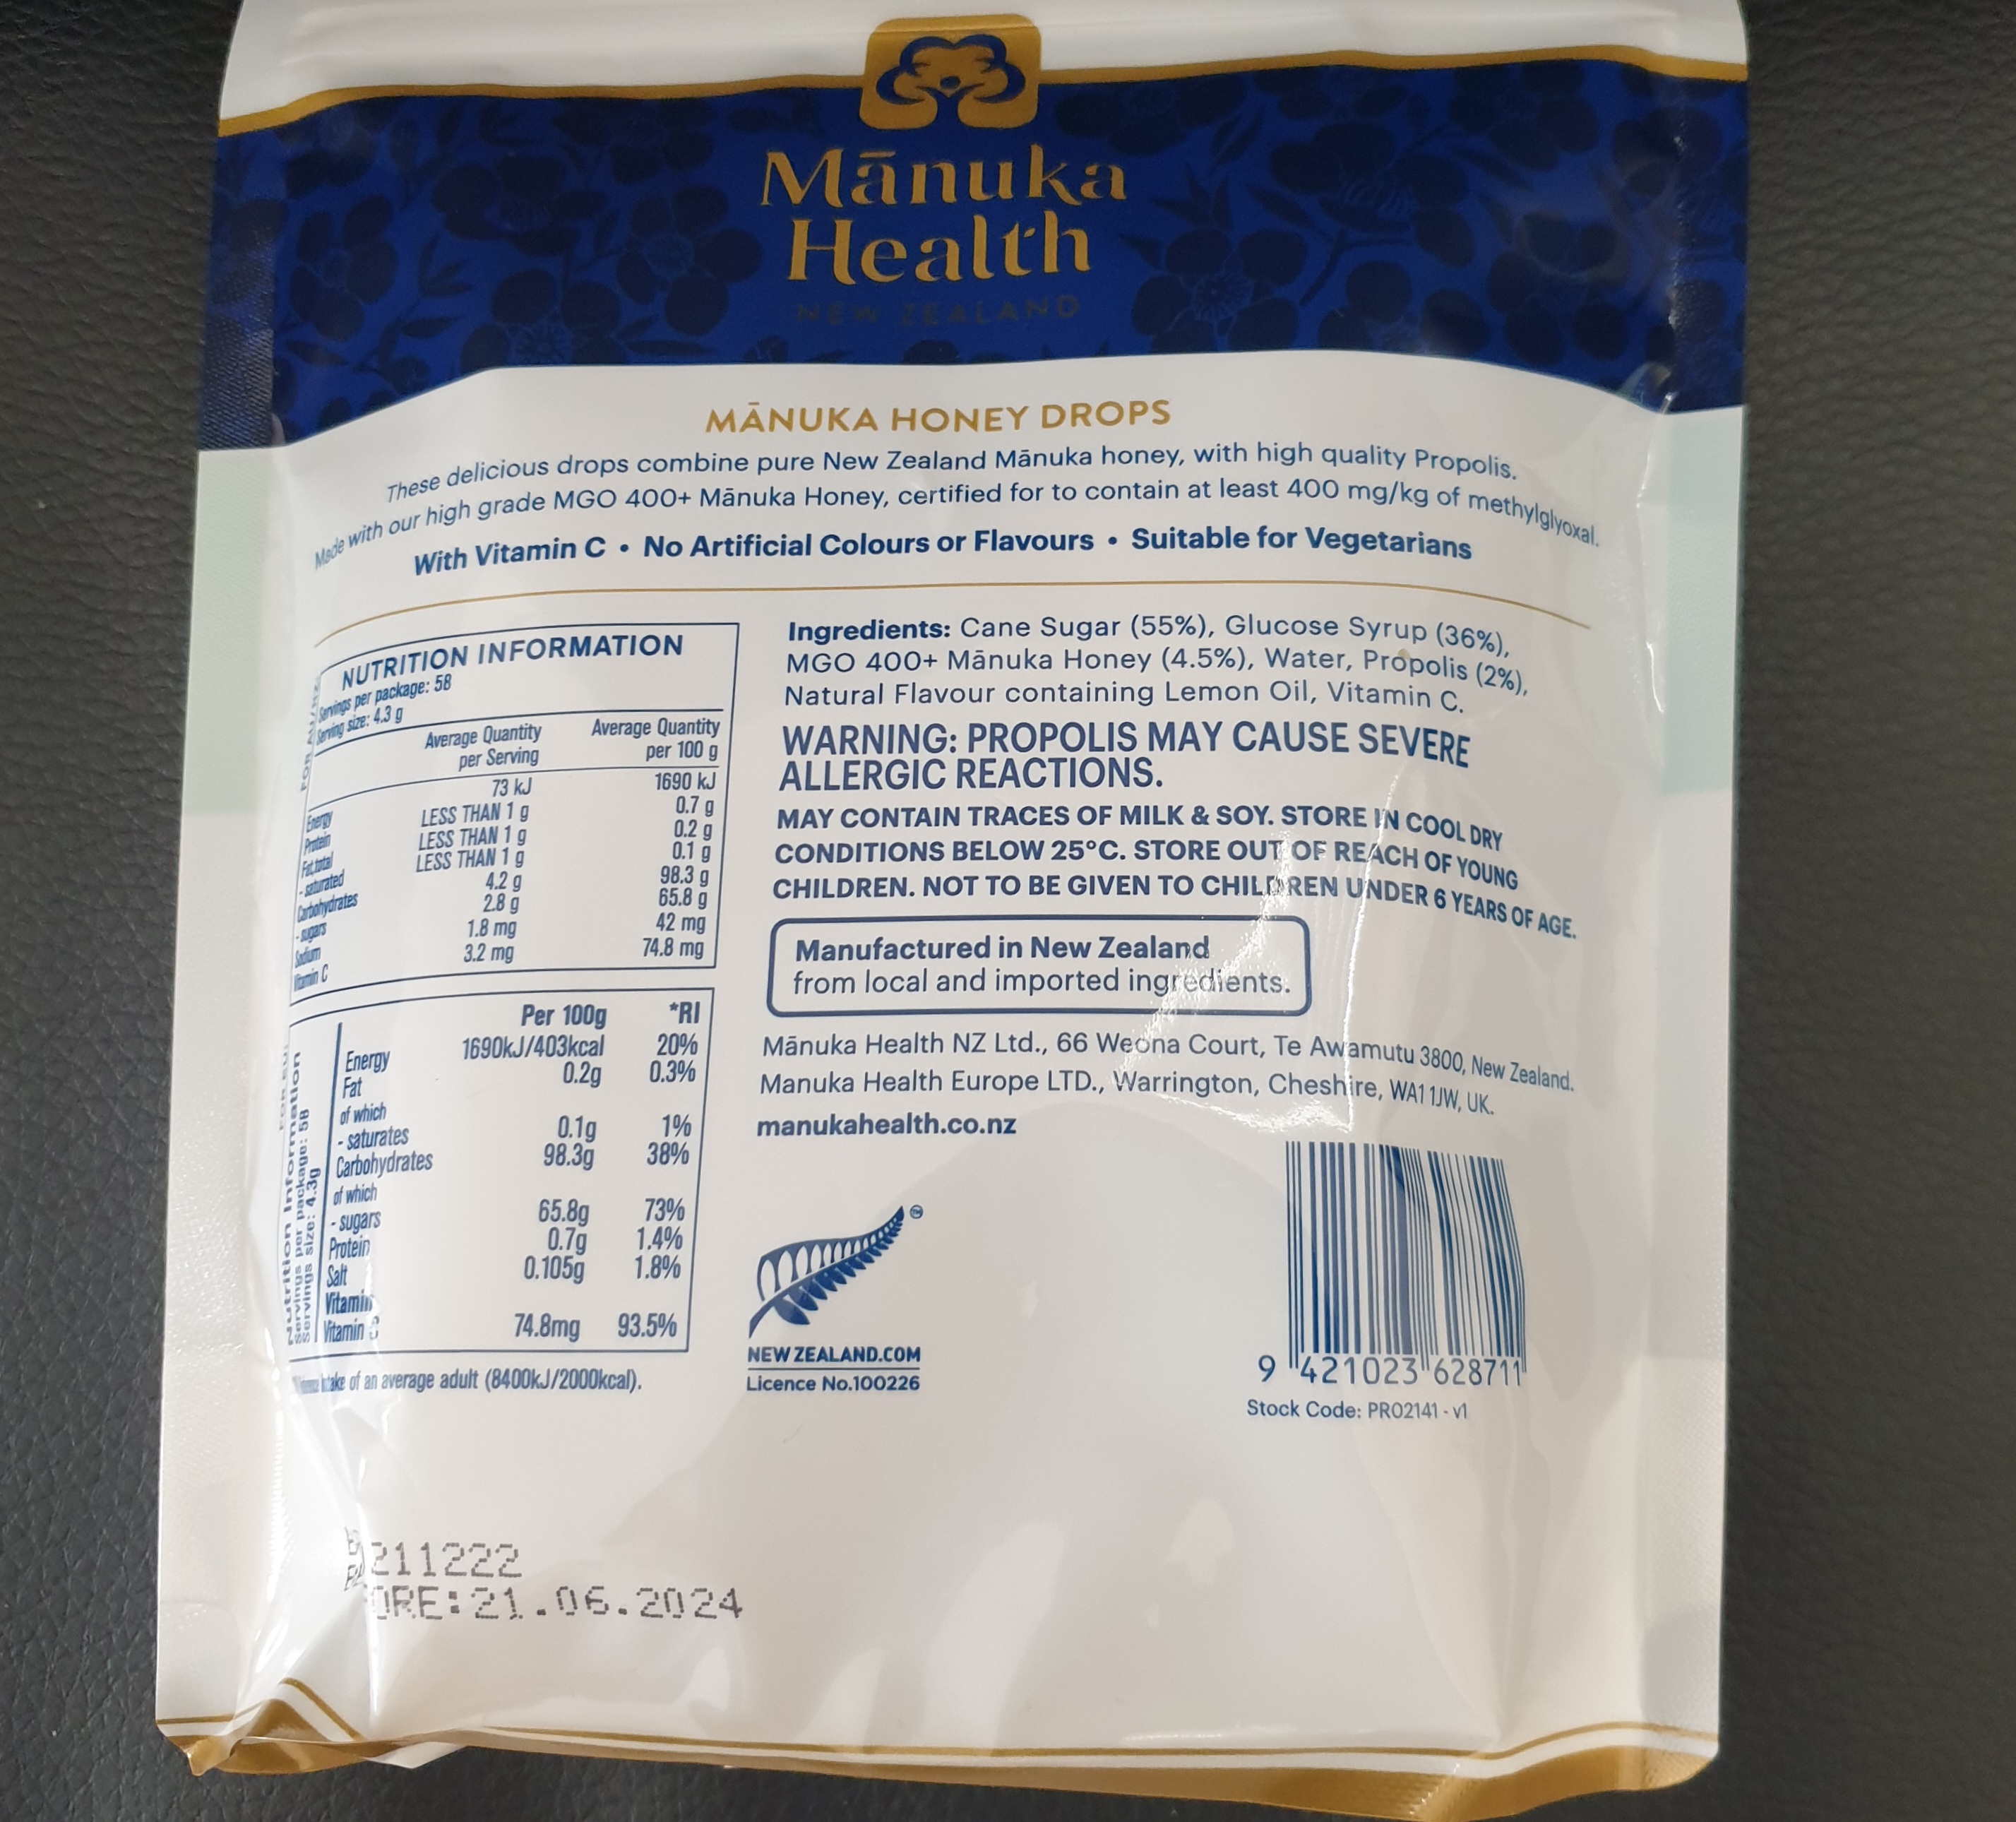 Mānuka
Health
NEW ZEALAND
MĀNUKA HONEY DROPS
These delicious drops combine pure New Zealand Mānuka honey, with high quality Propolis.
Made with our high grade MGO 400+ Mānuka Honey, certified for to contain at least 400 mg/kg of methylglyoxal.
With Vitamin C • No Artificial Colours or Flavours • Suitable for Vegetarians
NUTRITION INFORMATION
Servings per package: 58
Serving size: 4.3 g
Average Quantity per Serving Average Quantity per 100 g
Energy 73 kJ 1690 kJ
Protein LESS THAN 1 g 0.7 g
Fat, total LESS THAN 1 g 0.2 g
- saturated LESS THAN 1 g 0.1 g
Carbohydrates 4.2 g 98.3 g
- sugars 2.8 g 65.8 g
Sodium 1.8 mg 42 mg
Vitamin C 3.2 mg 74.8 mg
FOR EU:
Nutrition Information
Servings per package: 58
Servings size: 4.3g
Per 100g *RI
Energy 1690kJ/403kcal 20%
Fat 0.2g 0.3%
of which
- saturates 0.1g 1%
Carbohydrates 98.3g 38%
of which
- sugars 65.8g 73%
Protein 0.7g 1.4%
Salt 0.105g 1.8%
Vitamin
Vitamin C 74.8mg 93.5%
intake of an average adult (8400kJ/2000kcal).
Ingredients: Cane Sugar (55%), Glucose Syrup (36%),
MGO 400+ Mānuka Honey (4.5%), Water, Propolis (2%),
Natural Flavour containing Lemon Oil, Vitamin C.
WARNING: PROPOLIS MAY CAUSE SEVERE
ALLERGIC REACTIONS.
MAY CONTAIN TRACES OF MILK & SOY. STORE IN COOL DRY
CONDITIONS BELOW 25°C. STORE OUT OF REACH OF YOUNG
CHILDREN. NOT TO BE GIVEN TO CHILDREN UNDER 6 YEARS OF AGE.
Manufactured in New Zealand
from local and imported ingredients.
Mānuka Health NZ Ltd., 66 Weona Court, Te Awamutu 3800, New Zealand.
Manuka Health Europe LTD., Warrington, Cheshire, WA1 1JW, UK.
manukahealth.co.nz
TM
NEW ZEALAND.COM
Licence No.100226
9 421023 628711
Stock Code: PRO2141 - v1
211222
ORE:21.06.2024